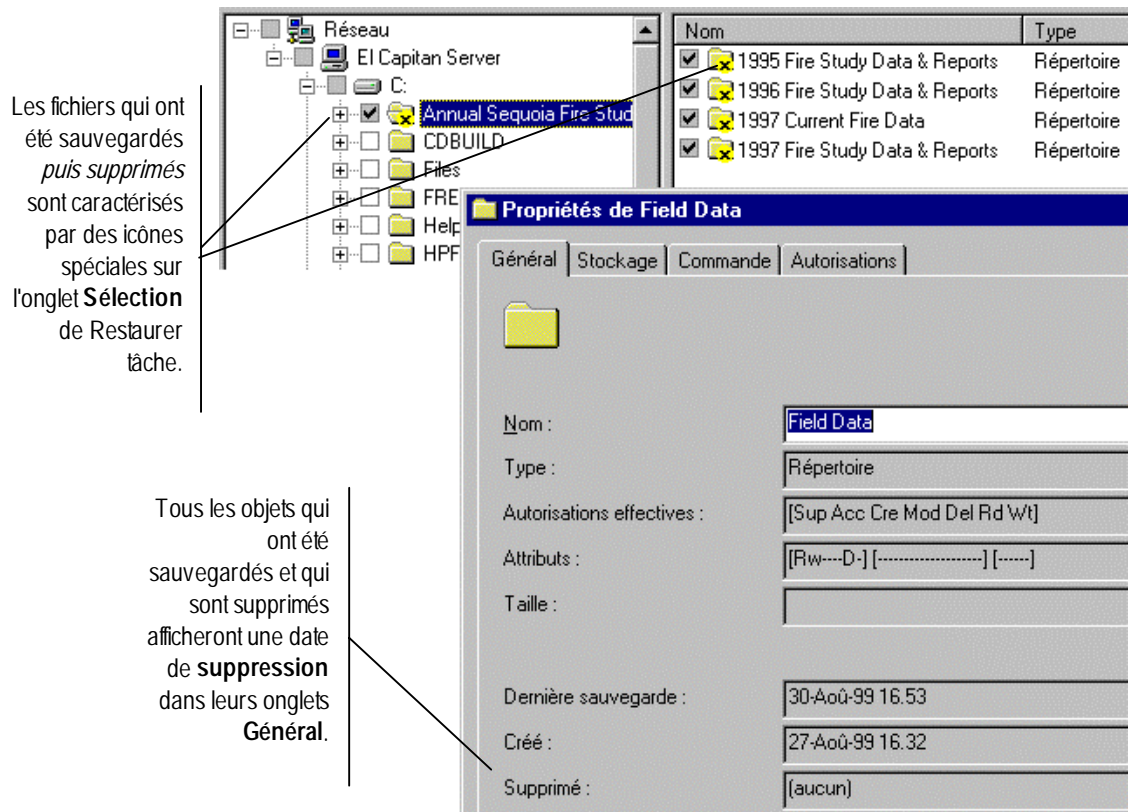 Réseau
El Capitan Server
C:
Annual Sequoia Fire Stud
CDBUILD
Files
FRE
Help
HPF
Nom
Type
1995 Fire Study Data & Reports
Répertoire
1996 Fire Study Data & Reports
Répertoire
1997 Current Fire Data
Répertoire
1997 Fire Study Data & Reports
Répertoire
Les fichiers qui ont
été sauvegardés
puis supprimés
sont caractérisés
par des icônes
spéciales sur
l'onglet Sélection
de Restaurer
tâche.
Propriétés de Field Data
Général
Stockage
Commande
Autorisations
Nom :
Field Data
Type :
Répertoire
Autorisations effectives :
[Sup Acc Cre Mod Del Rd Wt]
Attributs :
[Rw----D-] [-------------------] [------]
Taille :
Dernière sauvegarde :
30-Aoû-99 16.53
Créé :
27-Aoû-99 16.32
Supprimé :
(aucun)
Tous les objets qui
ont été
sauvegardés et qui
sont supprimés
afficheront une date
de suppression
dans leurs onglets
Général.